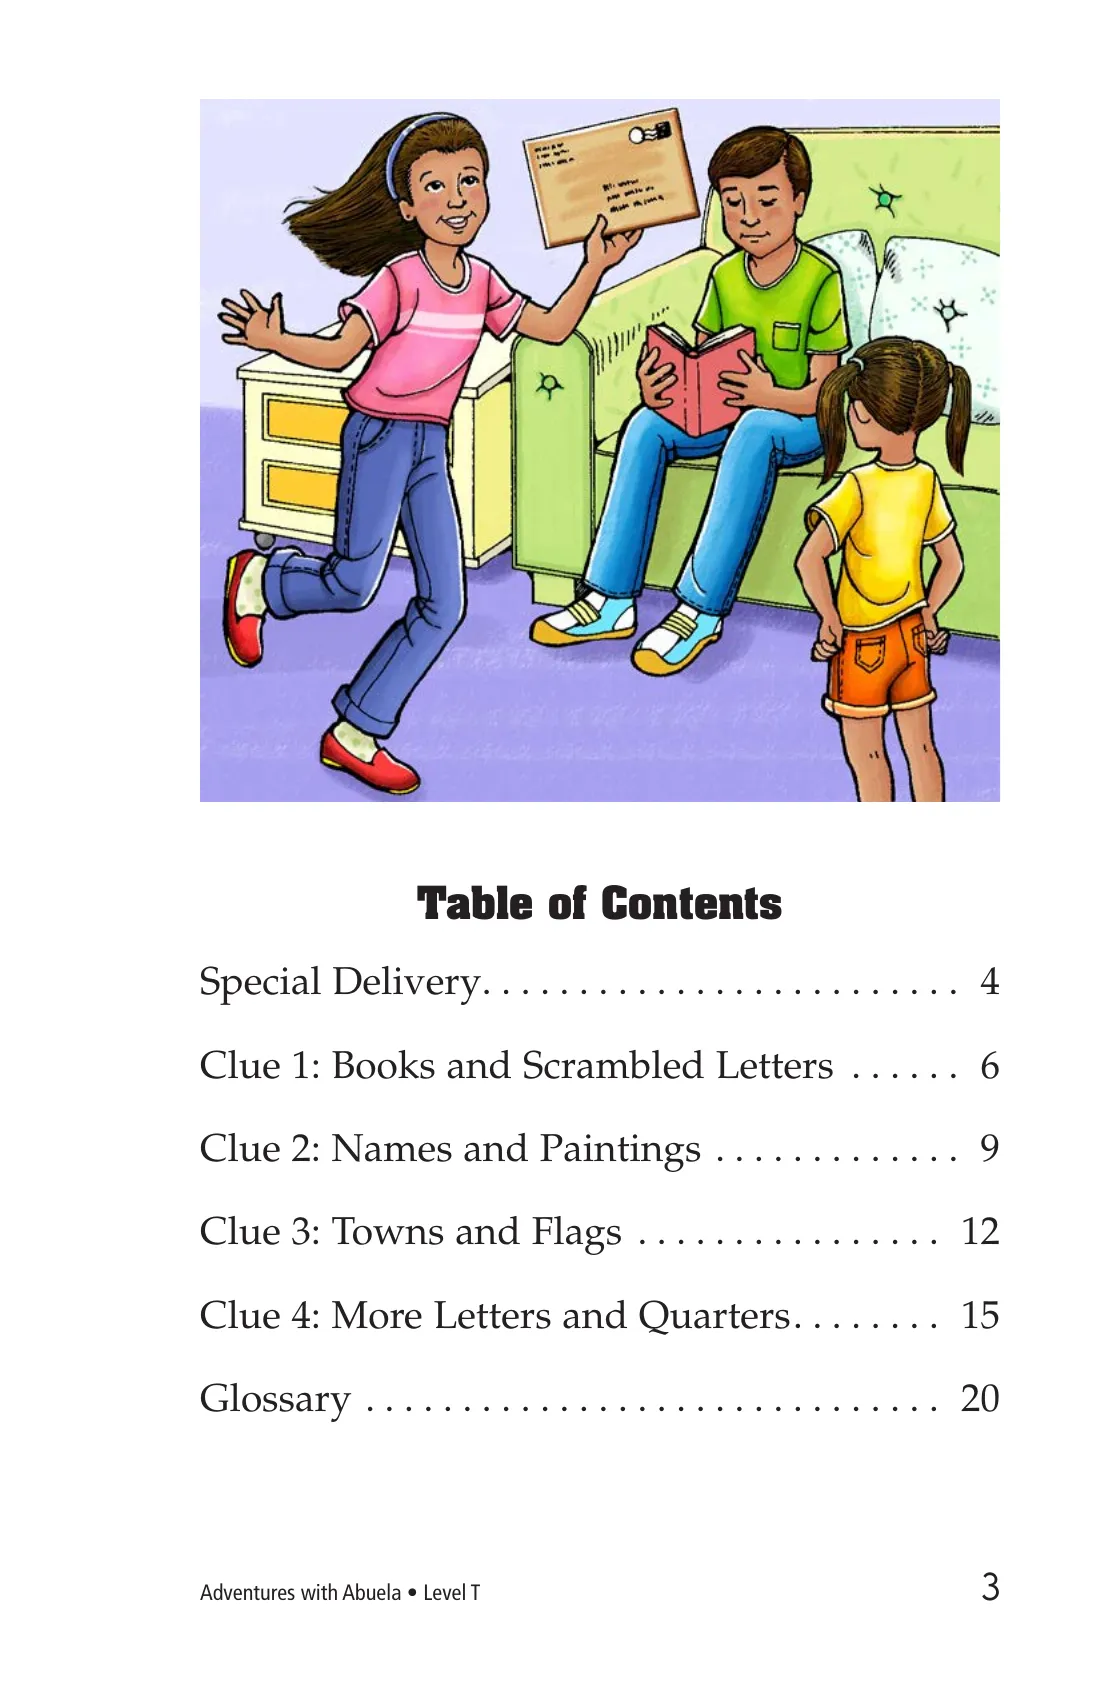 Table of Contents
Special Delivery. . . . . . . . . . . . . . . . . . . . . . . . . 4
Clue 1: Books and Scrambled Letters . . . . . . 6
Clue 2: Names and Paintings . . . . . . . . . . . . . 9
Clue 3: Towns and Flags . . . . . . . . . . . . . . . . 12
Clue 4: More Letters and Quarters. . . . . . . . 15
Glossary . . . . . . . . . . . . . . . . . . . . . . . . . . . . . . 20
Adventures with Abuela • Level T 3